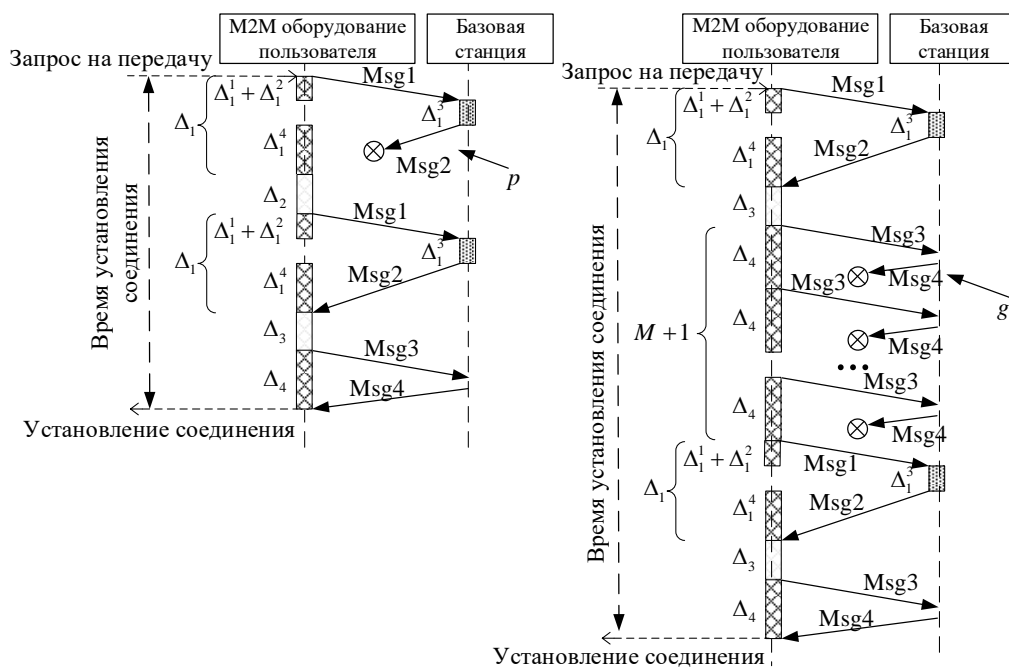 M2M оборудование
пользователя
Базовая
станция
Запрос на передачу
Msg1
Δ₁¹ + Δ₁²
Δ₁
Δ₁³
Δ₁⁴
Msg2
p
Δ₂
Msg1
Δ₁¹ + Δ₁²
Δ₁
Δ₁³
Msg2
Δ₁⁴
Δ₃
Msg3
Δ₄
Msg4
Установление соединения
Время установления
соединения
M2M оборудование
пользователя
Базовая
станция
Запрос на передачу
Msg1
Δ₁¹ + Δ₁²
Δ₁
Δ₁³
Δ₁⁴
Msg2
Δ₃
Msg3
Δ₄
Msg4
g
Msg3
M + 1
Δ₄
Msg4
•••
Msg3
Δ₄
Msg4
Δ₁¹ + Δ₁²
Msg1
Δ₁
Δ₁³
Msg2
Δ₁⁴
Δ₃
Msg3
Δ₄
Msg4
Установление соединения
Время установления соединения